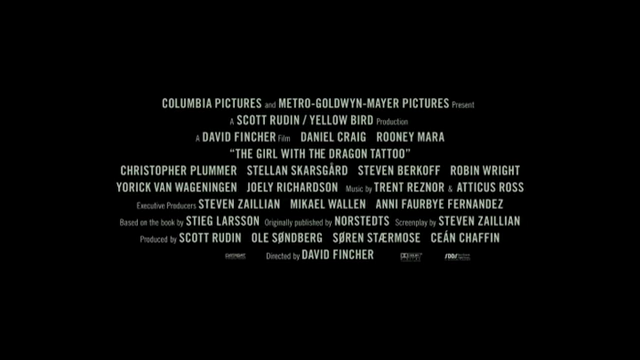 COLUMBIA PICTURES and METRO-GOLDWYN-MAYER PICTURES Present
A SCOTT RUDIN / YELLOW BIRD Production
A DAVID FINCHER Film DANIEL CRAIG ROONEY MARA
“THE GIRL WITH THE DRAGON TATTOO”
CHRISTOPHER PLUMMER STELLAN SKARSGÅRD STEVEN BERKOFF ROBIN WRIGHT
YORICK VAN WAGENINGEN JOELY RICHARDSON Music by TRENT REZNOR & ATTICUS ROSS
Executive Producers STEVEN ZAILLIAN MIKAEL WALLEN ANNI FAURBYE FERNANDEZ
Based on the book by STIEG LARSSON Originally published by NORSTEDTS Screenplay by STEVEN ZAILLIAN
Produced by SCOTT RUDIN OLE SØNDBERG SØREN STÆRMOSE CEÁN CHAFFIN
Directed by DAVID FINCHER